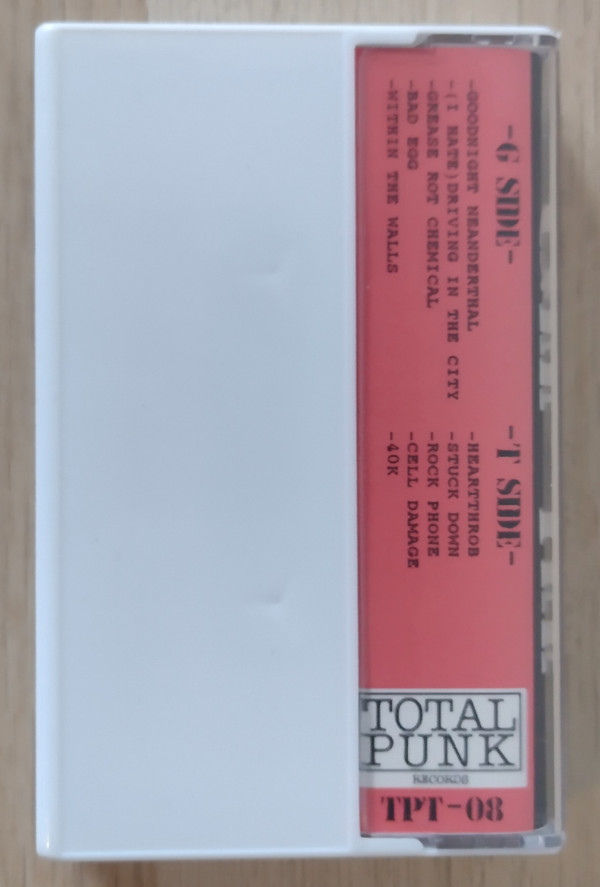 -G SIDE-
-GOODNIGHT NEANDERTHAL
-(I HATE)DRIVING IN THE CITY
-GREASE ROT CHEMICAL
-BAD EGG
-WITHIN THE WALLS
-T SIDE-
-HEARTTHROB
-STUCK DOWN
-ROCK PHONE
-CELL DAMAGE
-40K
TOTAL
PUNK
RECORDS
TPT-08